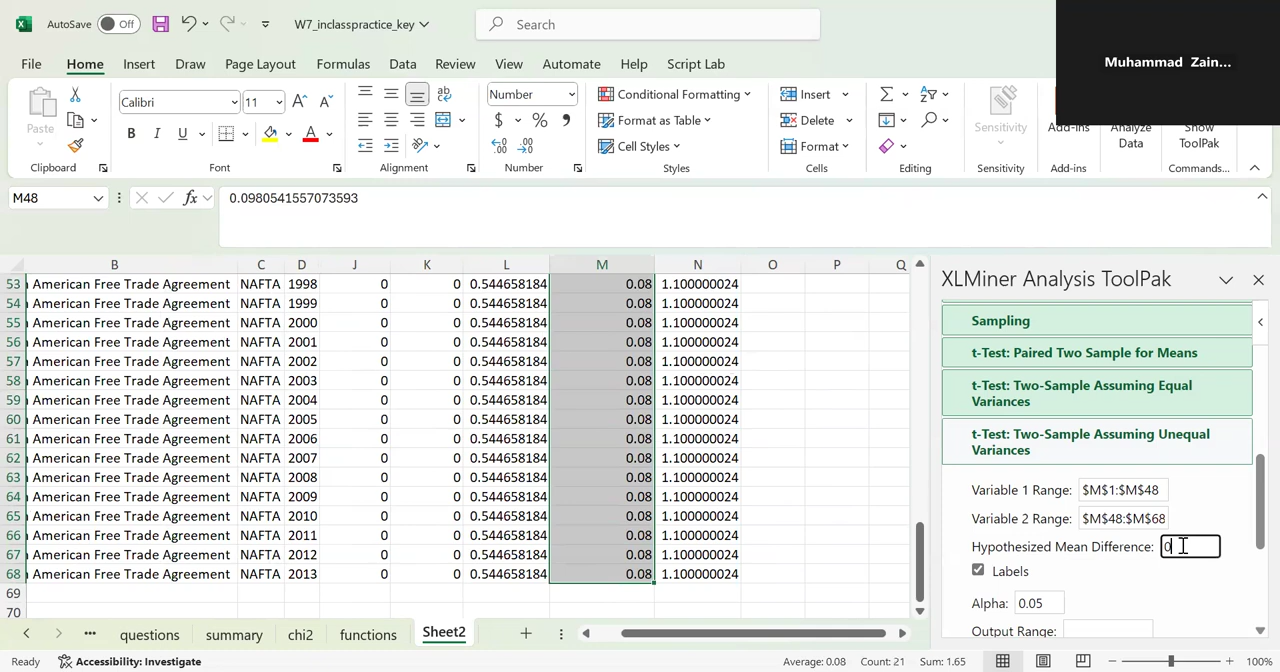 AutoSave Off W7_inclasspractice_key Search
Muhammad Zain...
File Home Insert Draw Page Layout Formulas Data Review View Automate Help Script Lab
Paste Calibri 11 A A Number Conditional Formatting Insert Sensitivity Add-ins Analyze Data Show ToolPak
B I U A ab $ % , Format as Table Delete
Cell Styles Format
Clipboard Font Alignment Number Styles Cells Editing Sensitivity Add-ins Commands...
M48 fx 0.0980541557073593
B C D J K L M N O P Q
53 American Free Trade Agreement NAFTA 1998 0 0 0.544658184 0.08 1.100000024
54 American Free Trade Agreement NAFTA 1999 0 0 0.544658184 0.08 1.100000024
55 American Free Trade Agreement NAFTA 2000 0 0 0.544658184 0.08 1.100000024
56 American Free Trade Agreement NAFTA 2001 0 0 0.544658184 0.08 1.100000024
57 American Free Trade Agreement NAFTA 2002 0 0 0.544658184 0.08 1.100000024
58 American Free Trade Agreement NAFTA 2003 0 0 0.544658184 0.08 1.100000024
59 American Free Trade Agreement NAFTA 2004 0 0 0.544658184 0.08 1.100000024
60 American Free Trade Agreement NAFTA 2005 0 0 0.544658184 0.08 1.100000024
61 American Free Trade Agreement NAFTA 2006 0 0 0.544658184 0.08 1.100000024
62 American Free Trade Agreement NAFTA 2007 0 0 0.544658184 0.08 1.100000024
63 American Free Trade Agreement NAFTA 2008 0 0 0.544658184 0.08 1.100000024
64 American Free Trade Agreement NAFTA 2009 0 0 0.544658184 0.08 1.100000024
65 American Free Trade Agreement NAFTA 2010 0 0 0.544658184 0.08 1.100000024
66 American Free Trade Agreement NAFTA 2011 0 0 0.544658184 0.08 1.100000024
67 American Free Trade Agreement NAFTA 2012 0 0 0.544658184 0.08 1.100000024
68 American Free Trade Agreement NAFTA 2013 0 0 0.544658184 0.08 1.100000024
69
70
XLMiner Analysis ToolPak
Sampling
t-Test: Paired Two Sample for Means
t-Test: Two-Sample Assuming Equal
Variances
t-Test: Two-Sample Assuming Unequal
Variances
Variable 1 Range: $M$1:$M$48
Variable 2 Range: $M$48:$M$68
Hypothesized Mean Difference: 0
Labels
Alpha: 0.05
Output Range:
... questions summary chi2 functions Sheet2
Ready Accessibility: Investigate Average: 0.08 Count: 21 Sum: 1.65 100%